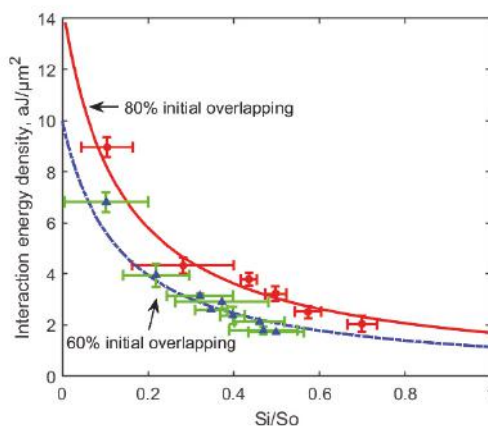 14
12
10
8
6
4
2
0
Interaction energy density, aJ/μm²
80% initial overlapping
60% initial overlapping
0 0.2 0.4 0.6 0.8
Si/So